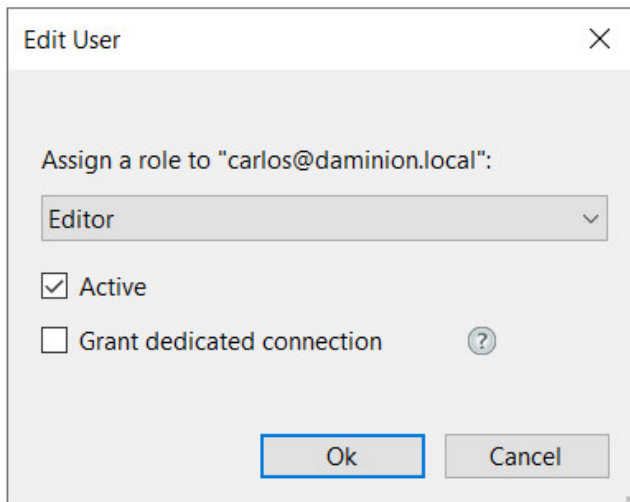 Edit User
Assign a role to "carlos@daminion.local":
Editor
Active
Grant dedicated connection ?
Ok Cancel